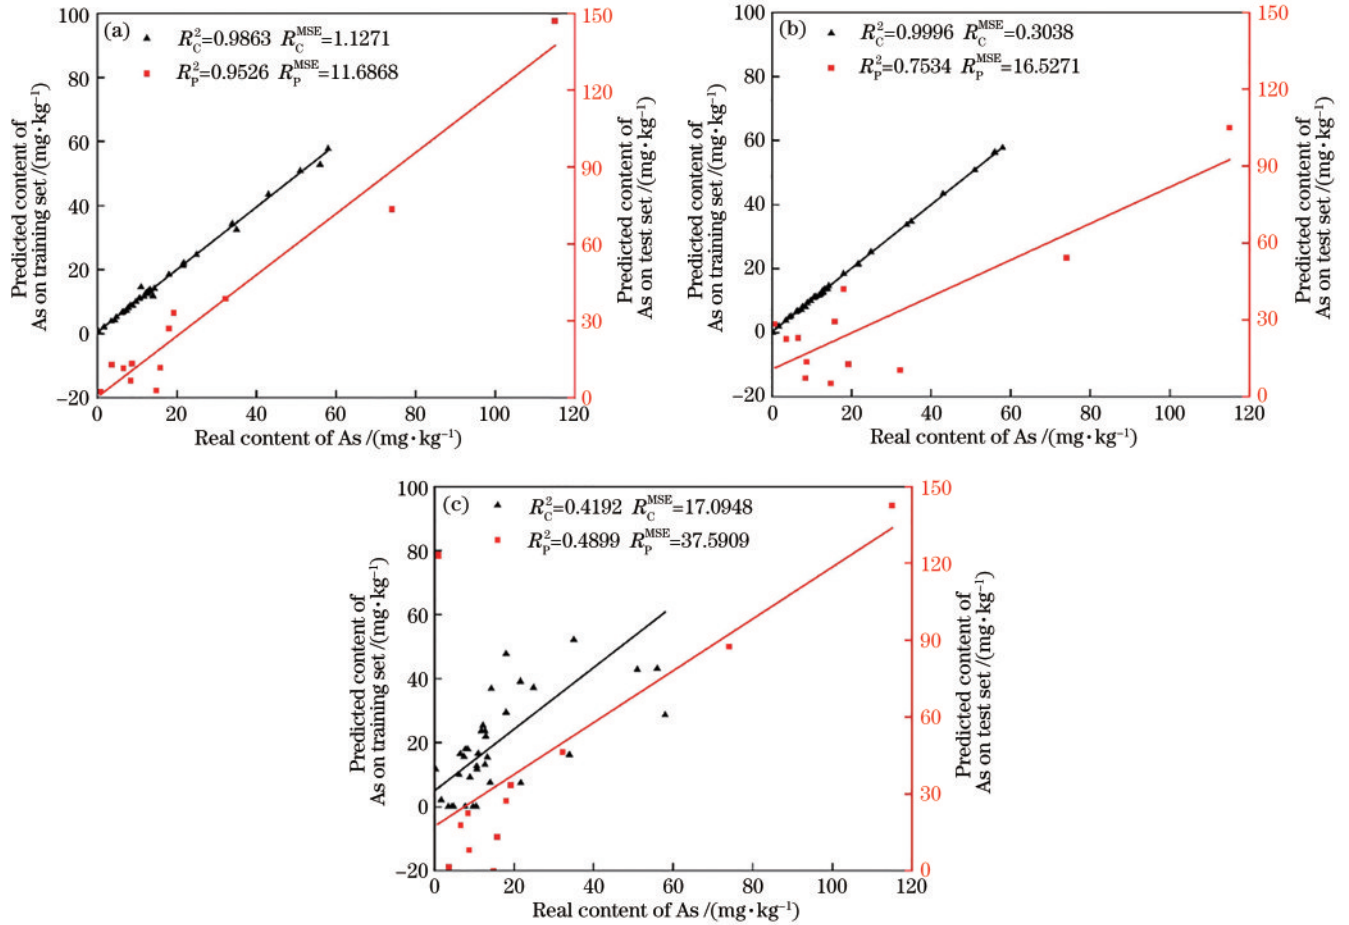 (a)
R_C^2=0.9863 R_C^MSE=1.1271
R_P^2=0.9526 R_P^MSE=11.6868
100
80
60
40
20
0
−20
Predicted content of
As on training set /(mg·kg⁻¹)
0 20 40 60 80 100 120
Real content of As /(mg·kg⁻¹)
150
120
90
60
30
0
Predicted content of
As on test set /(mg·kg⁻¹)
(b)
R_C^2=0.9996 R_C^MSE=0.3038
R_P^2=0.7534 R_P^MSE=16.5271
100
80
60
40
20
0
−20
Predicted content of
As on training set /(mg·kg⁻¹)
0 20 40 60 80 100 120
Real content of As /(mg·kg⁻¹)
150
120
90
60
30
0
Predicted content of
As on test set /(mg·kg⁻¹)
(c)
R_C^2=0.4192 R_C^MSE=17.0948
R_P^2=0.4899 R_P^MSE=37.5909
100
80
60
40
20
0
−20
Predicted content of
As on training set /(mg·kg⁻¹)
0 20 40 60 80 100 120
Real content of As /(mg·kg⁻¹)
150
120
90
60
30
0
Predicted content of
As on test set /(mg·kg⁻¹)